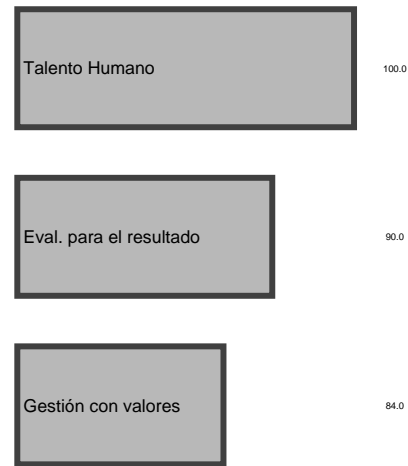 Talento Humano 100.0
Eval. para el resultado 90.0
Gestión con valores 84.0